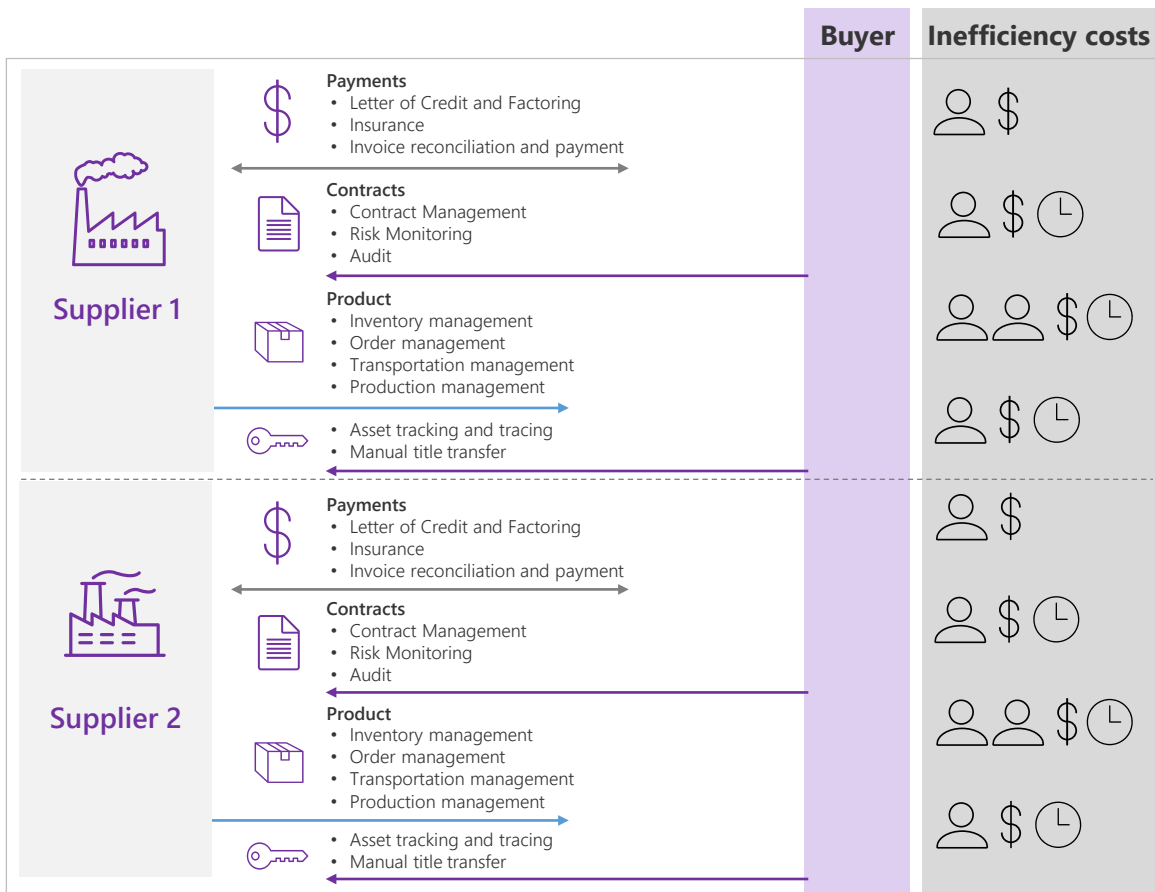 Buyer
Inefficiency costs
Payments
• Letter of Credit and Factoring
• Insurance
• Invoice reconciliation and payment
Contracts
• Contract Management
• Risk Monitoring
• Audit
Supplier 1
Product
• Inventory management
• Order management
• Transportation management
• Production management
• Asset tracking and tracing
• Manual title transfer
Payments
• Letter of Credit and Factoring
• Insurance
• Invoice reconciliation and payment
Contracts
• Contract Management
• Risk Monitoring
• Audit
Supplier 2
Product
• Inventory management
• Order management
• Transportation management
• Production management
• Asset tracking and tracing
• Manual title transfer